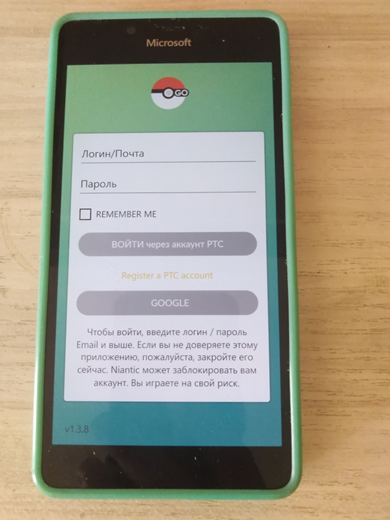 Microsoft
GO
Логин/Почта
Пароль
REMEMBER ME
ВОЙТИ через аккаунт PTC
Register a PTC account
GOOGLE
Чтобы войти, введите логин / пароль
Email и выше. Если вы не доверяете этому
приложению, пожалуйста, закройте его
сейчас. Niantic может заблокировать вам
аккаунт. Вы играете на свой риск.
v1.3.8